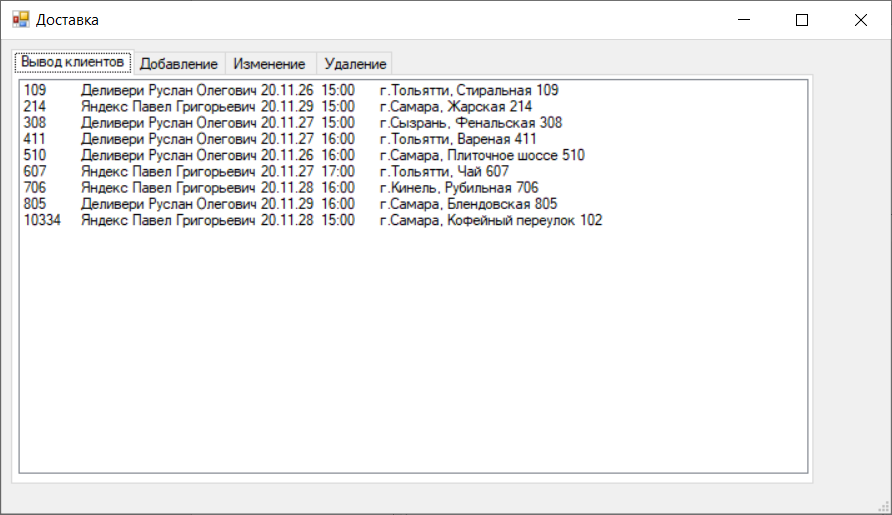 Доставка
Вывод клиентов Добавление Изменение Удаление
109 Деливери Руслан Олегович 20.11.26 15:00 г.Тольятти, Стиральная 109
214 Яндекс Павел Григорьевич 20.11.29 15:00 г.Самара, Жарская 214
308 Деливери Руслан Олегович 20.11.27 15:00 г.Сызрань, Фенальская 308
411 Деливери Руслан Олегович 20.11.27 16:00 г.Тольятти, Вареная 411
510 Деливери Руслан Олегович 20.11.26 16:00 г.Самара, Плиточное шоссе 510
607 Яндекс Павел Григорьевич 20.11.27 17:00 г.Тольятти, Чай 607
706 Яндекс Павел Григорьевич 20.11.28 16:00 г.Кинель, Рубильная 706
805 Деливери Руслан Олегович 20.11.29 16:00 г.Самара, Блендовская 805
10334 Яндекс Павел Григорьевич 20.11.28 15:00 г.Самара, Кофейный переулок 102